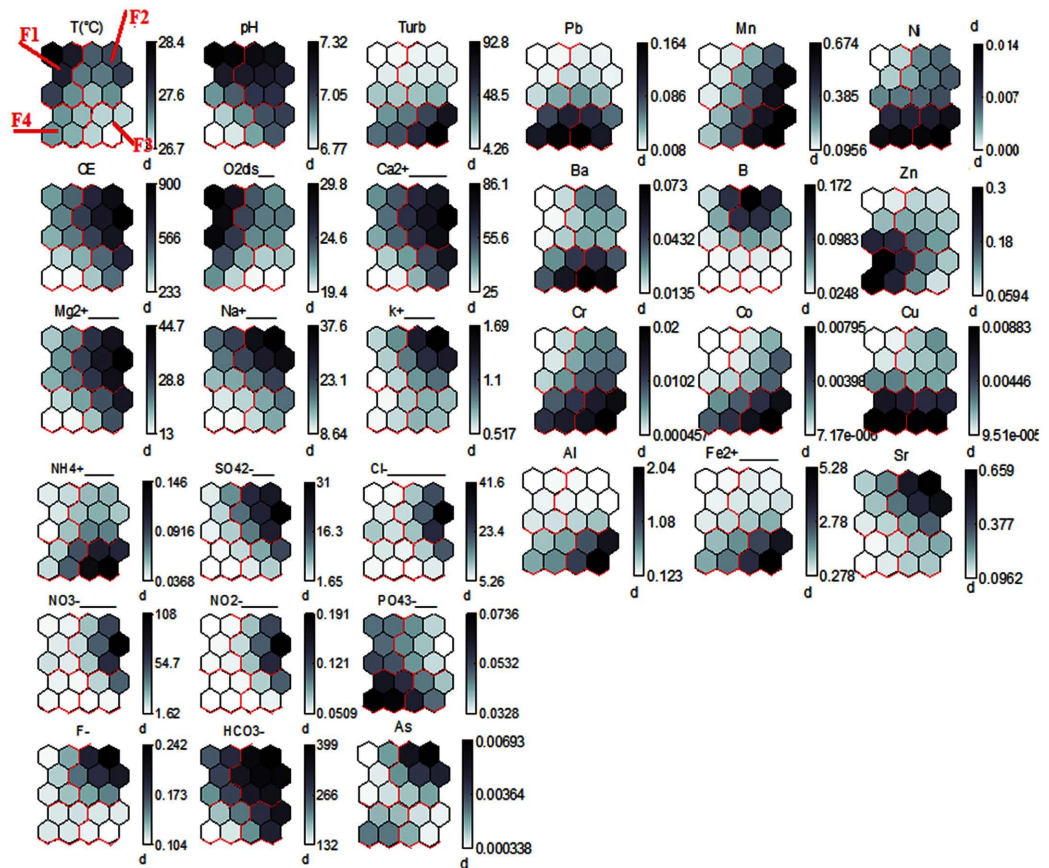 F1 T(°C) F2 pH Turb Pb Mn Ni d
28.4 7.32 92.8 0.164 0.674 0.014
27.6 7.05 48.5 0.086 0.385 0.007
F4 F3
26.7 6.77 4.26 0.008 0.0956 0.000
d d d d d d
CE O2dis__ Ca2+_____ Ba B Zn
900 29.8 86.1 0.073 0.172 0.3
566 24.6 55.6 0.0432 0.0983 0.18
233 19.4 25 0.0135 0.0248 0.0594
d d d d d d
Mg2+____ Na+____ k+____ Cr Co Cu
44.7 37.6 1.69 0.02 0.00795 0.00883
28.8 23.1 1.1 0.0102 0.00398 0.00446
13 8.64 0.517 0.000457 7.17e-006 9.51e-005
d d d d d d
NH4+____ SO42-___ Cl-________ Al Fe2+_____ Sr
0.146 31 41.6 2.04 5.28 0.659
0.0916 16.3 23.4 1.08 2.78 0.377
0.0368 1.65 5.26 0.123 0.278 0.0962
d d d d d d
NO3-_____ NO2-______ PO43-___
108 0.191 0.0736
54.7 0.121 0.0532
1.62 0.0509 0.0328
d d d
F- HCO3- As
0.242 399 0.00693
0.173 266 0.00364
0.104 132 0.000338
d d d